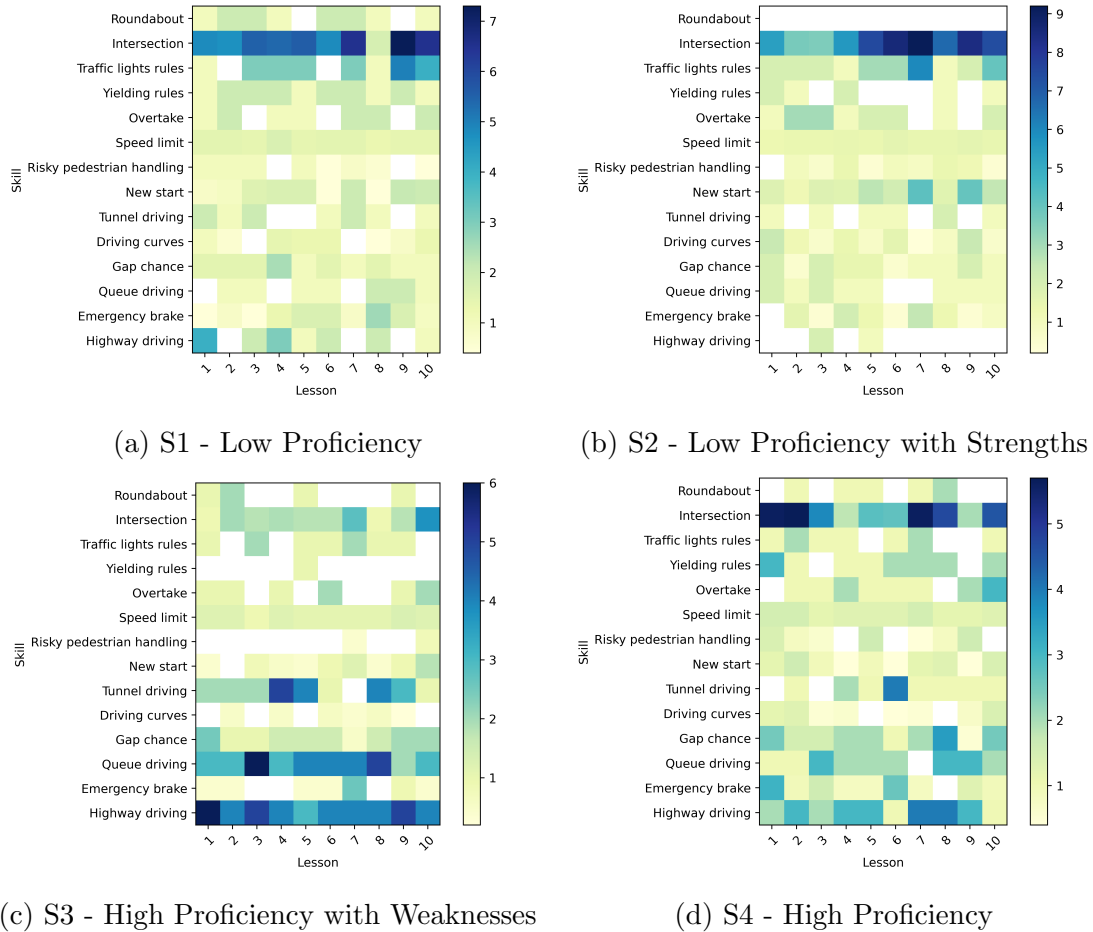 Roundabout
Intersection
Traffic lights rules
Yielding rules
Overtake
Speed limit
Risky pedestrian handling
New start
Tunnel driving
Driving curves
Gap chance
Queue driving
Emergency brake
Highway driving
Skill
1 2 3 4 5 6 7 8 9 10
Lesson
7
6
5
4
3
2
1
(a) S1 - Low Proficiency
Roundabout
Intersection
Traffic lights rules
Yielding rules
Overtake
Speed limit
Risky pedestrian handling
New start
Tunnel driving
Driving curves
Gap chance
Queue driving
Emergency brake
Highway driving
Skill
1 2 3 4 5 6 7 8 9 10
Lesson
9
8
7
6
5
4
3
2
1
(b) S2 - Low Proficiency with Strengths
Roundabout
Intersection
Traffic lights rules
Yielding rules
Overtake
Speed limit
Risky pedestrian handling
New start
Tunnel driving
Driving curves
Gap chance
Queue driving
Emergency brake
Highway driving
Skill
1 2 3 4 5 6 7 8 9 10
Lesson
6
5
4
3
2
1
(c) S3 - High Proficiency with Weaknesses
Roundabout
Intersection
Traffic lights rules
Yielding rules
Overtake
Speed limit
Risky pedestrian handling
New start
Tunnel driving
Driving curves
Gap chance
Queue driving
Emergency brake
Highway driving
Skill
1 2 3 4 5 6 7 8 9 10
Lesson
5
4
3
2
1
(d) S4 - High Proficiency